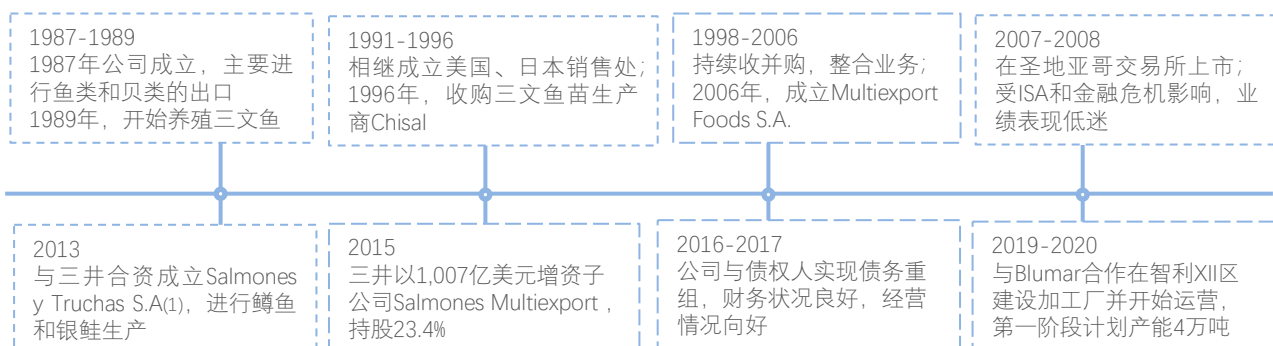 1987-1989
1987年公司成立，主要进
行鱼类和贝类的出口
1989年，开始养殖三文鱼
1991-1996
相继成立美国、日本销售处；
1996年，收购三文鱼苗生产
商Chisal
1998-2006
持续收并购，整合业务；
2006年，成立Multiexport
Foods S.A.
2007-2008
在圣地亚哥交易所上市；
受ISA和金融危机影响，业
绩表现低迷
2013
与三井合资成立Salmones
y Truchas S.A(1)，进行鳟鱼
和银鲑生产
2015
三井以1,007亿美元增资子
公司Salmones Multiexport，
持股23.4%
2016-2017
公司与债权人实现债务重
组，财务状况良好，经营
情况向好
2019-2020
与Blumar合作在智利XII区
建设加工厂并开始运营，
第一阶段计划产能4万吨